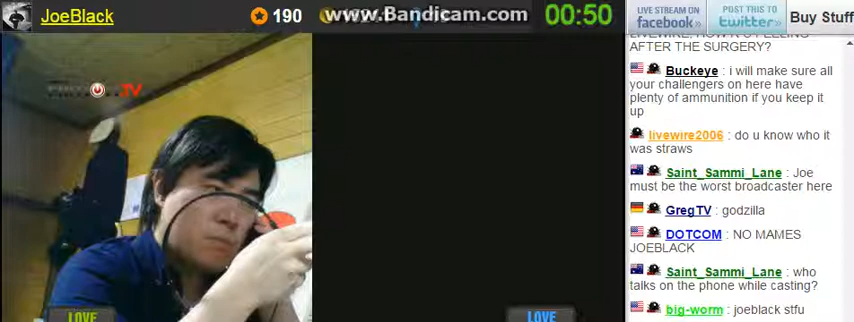 JoeBlack
190
www.Bandicam.com
00:50
LIVE STREAM ON
facebook
POST THIS TO
twitter
Buy Stuff
TV
AFTER THE SURGERY?
Buckeye : i will make sure all
your challengers on here have
plenty of ammunition if you keep it
up
livewire2006 : do u know who it
was straws
Saint_Sammi_Lane : Joe
must be the worst broadcaster here
GregTV : godzilla
DOTCOM : NO MAMES
JOEBLACK
Saint_Sammi_Lane : who
talks on the phone while casting?
big-worm : joeblack stfu
LOVE
LOVE